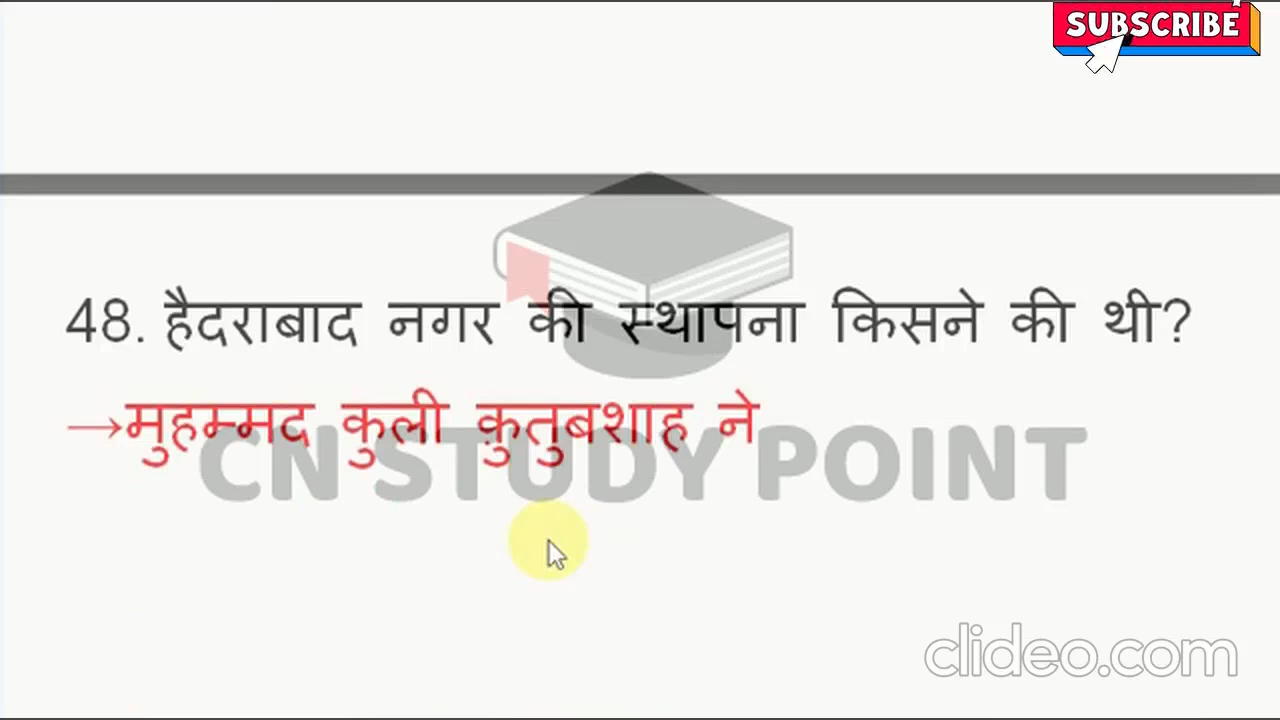 SUBSCRIBE
48. हैदराबाद नगर की स्थापना किसने की थी?
→मुहम्मद कुली क़ुतुबशाह ने
CN STUDY POINT
clideo.com